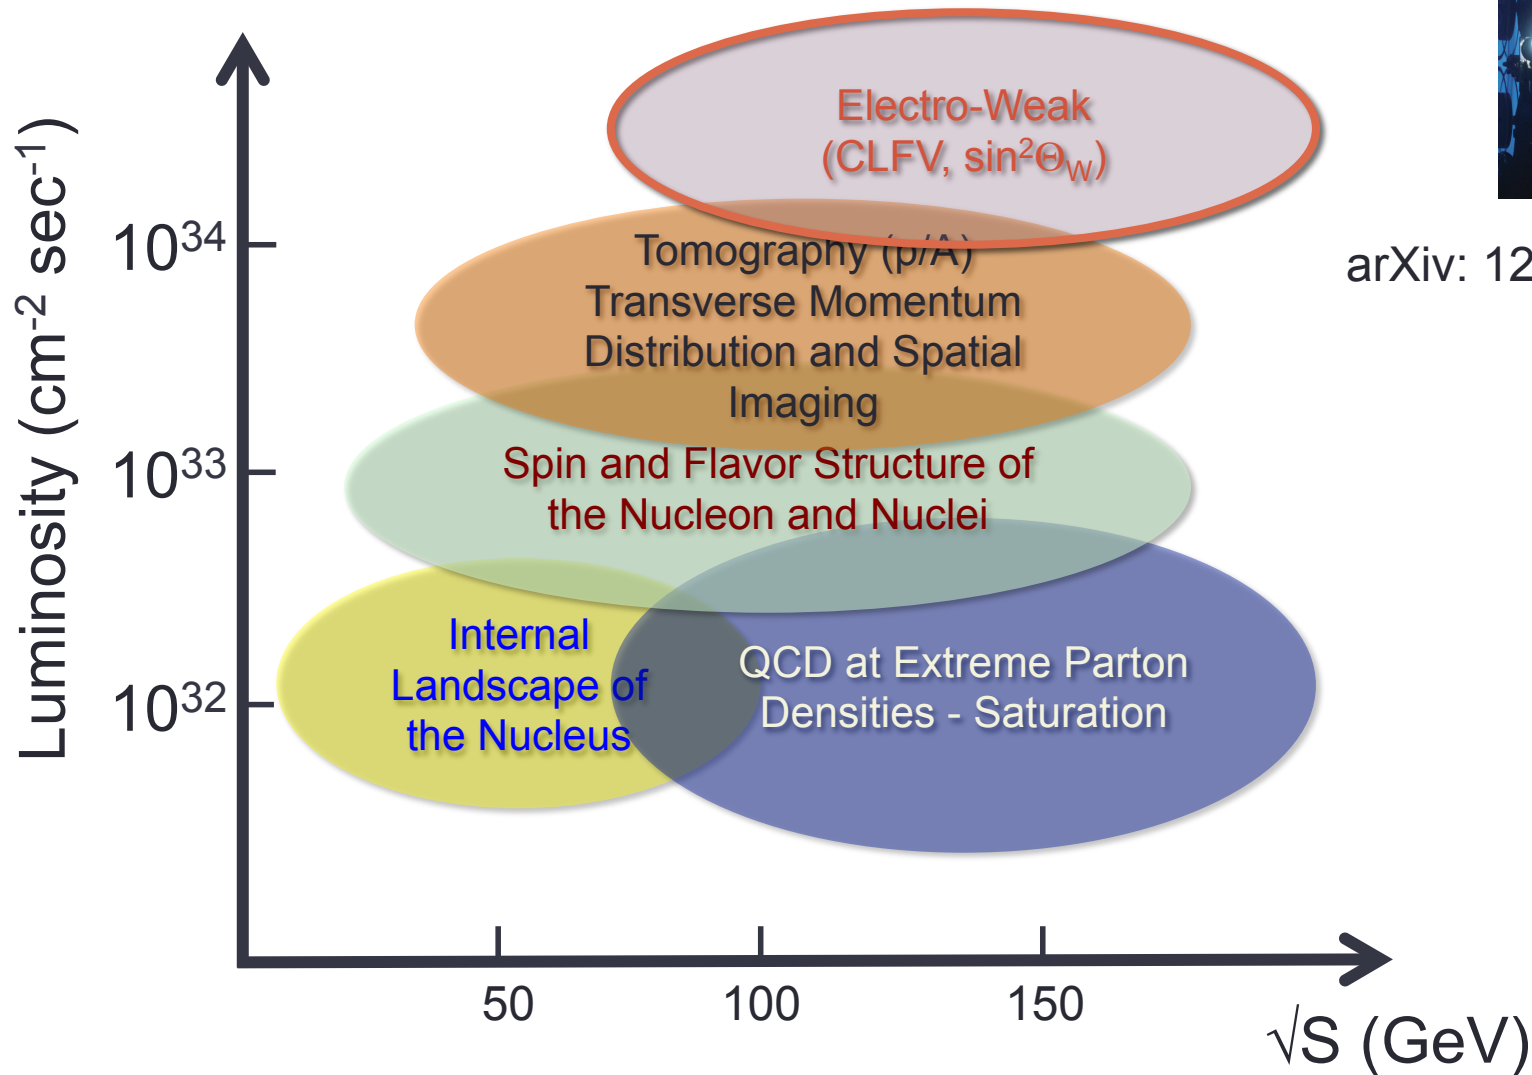 Electro-Weak
(CLFV, sin²Θ_W)
Tomography (p/A)
Transverse Momentum
Distribution and Spatial
Imaging
Spin and Flavor Structure of
the Nucleon and Nuclei
Internal
Landscape of
the Nucleus
QCD at Extreme Parton
Densities - Saturation
Luminosity (cm⁻² sec⁻¹)
10³⁴
10³³
10³²
50
100
150
√S (GeV)
arXiv: 12